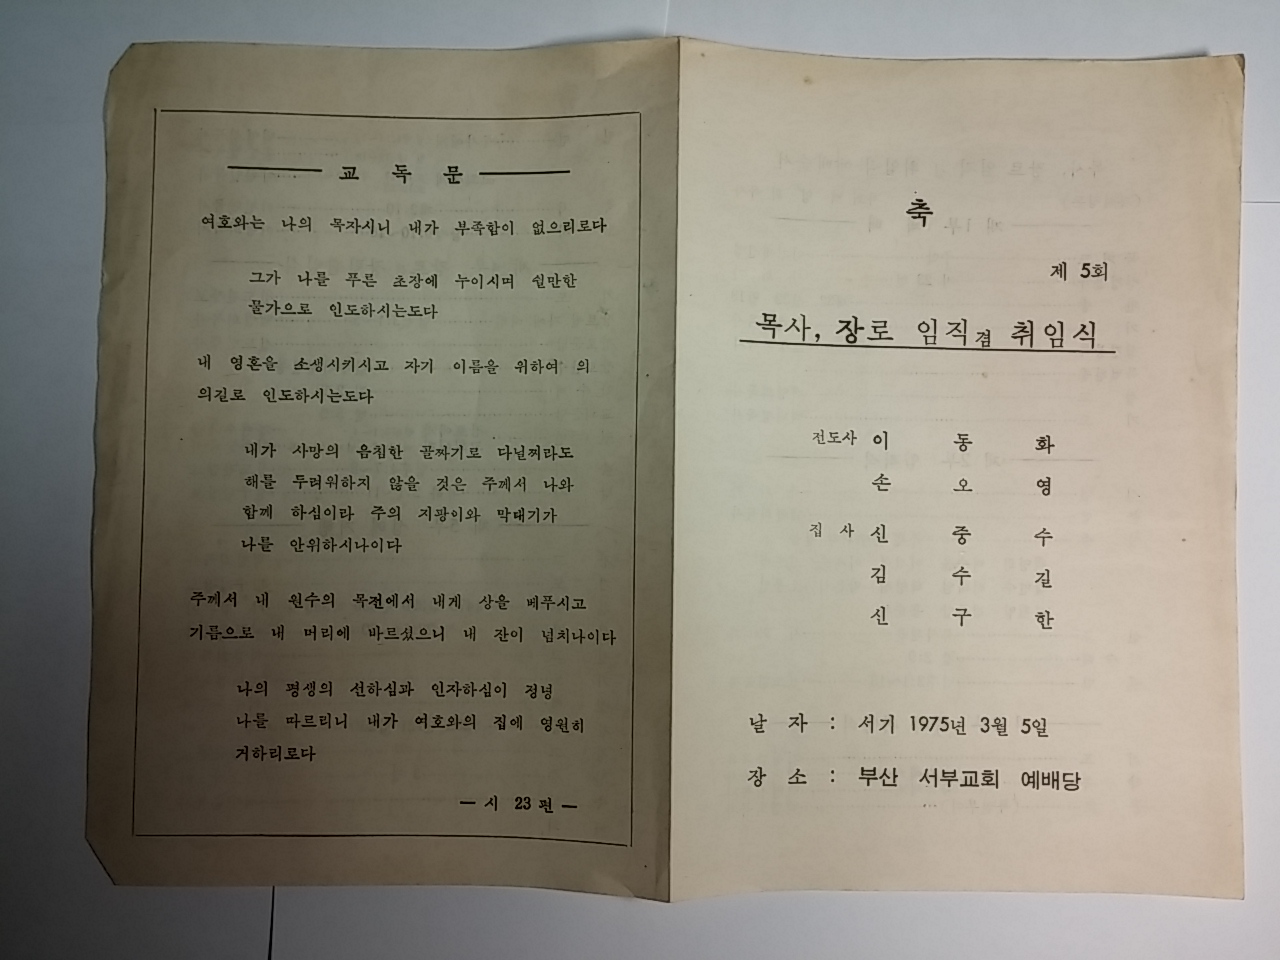 교 독 문
여호와는 나의 목자시니 내가 부족함이 없으리로다
그가 나를 푸른 초장에 누이시며 쉴만한
물가으로 인도하시는도다
내 영혼을 소생시키시고 자기 이름을 위하여 의
의길로 인도하시는도다
내가 사망의 음침한 골짜기로 다닐찌라도
해를 두려워하지 않을 것은 주께서 나와
함께 하심이라 주의 지팡이와 막대기가
나를 안위하시나이다
주께서 내 원수의 목전에서 내게 상을 베푸시고
기름으로 내 머리에 바르셨으니 내 잔이 넘치나이다
나의 평생의 선하심과 인자하심이 정녕
나를 따르리니 내가 여호와의 집에 영원히
거하리로다
— 시 23 편 —
축
제 5회
목사, 장로 임직겸 취임식
전도사 이 동 화
손 오 영
집 사 신 중 수
김 수 길
신 구 한
날 자 : 서기 1975년 3월 5일
장 소 : 부산 서부교회 예배당